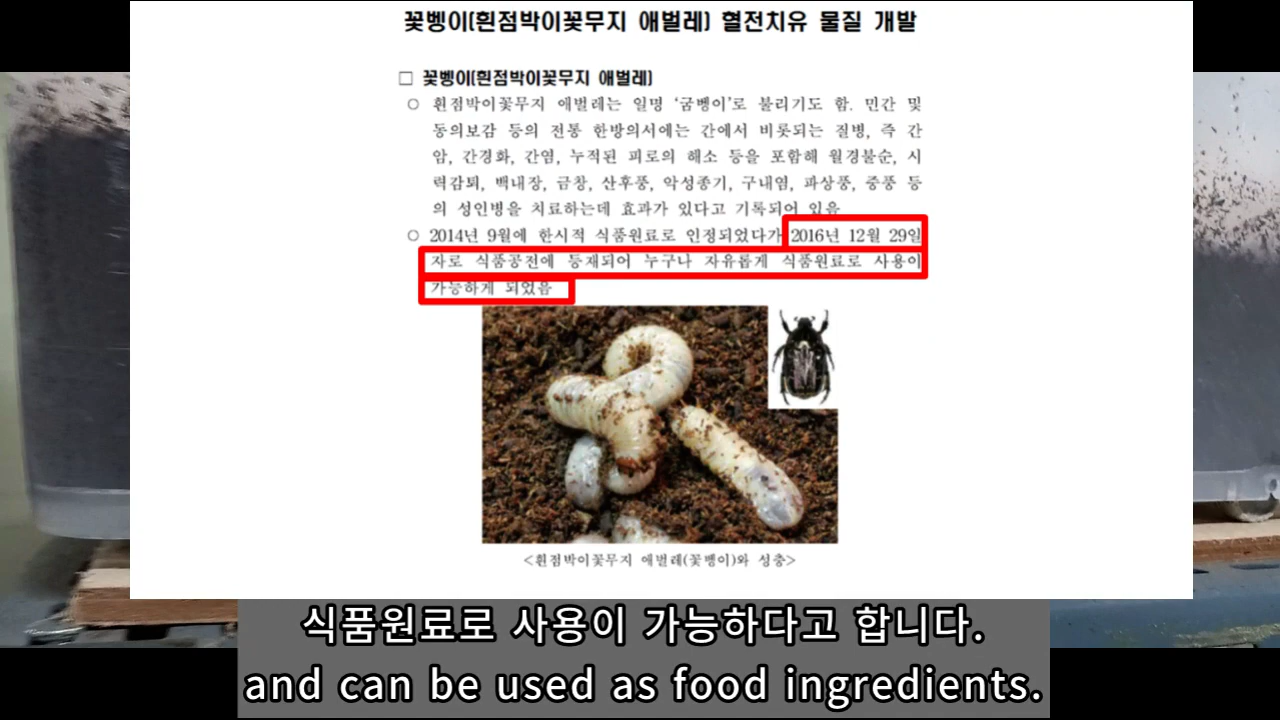 꽃벵이(흰점박이꽃무지 애벌레) 혈전치유 물질 개발
□ 꽃벵이(흰점박이꽃무지 애벌레)
○ 흰점박이꽃무지 애벌레는 일명 ‘굼벵이’로 불리기도 함. 민간 및
동의보감 등의 전통 한방의서에는 간에서 비롯되는 질병, 즉 간
암, 간경화, 간염, 누적된 피로의 해소 등을 포함해 월경불순, 시
력감퇴, 백내장, 금창, 산후풍, 악성종기, 구내염, 파상풍, 중풍 등
의 성인병을 치료하는데 효과가 있다고 기록되어 있음
○ 2014년 9월에 한시적 식품원료로 인정되었다가 2016년 12월 29일
자로 식품공전에 등재되어 누구나 자유롭게 식품원료로 사용이
가능하게 되었음
<흰점박이꽃무지 애벌레(꽃벵이)와 성충>
식품원료로 사용이 가능하다고 합니다.
and can be used as food ingredients.